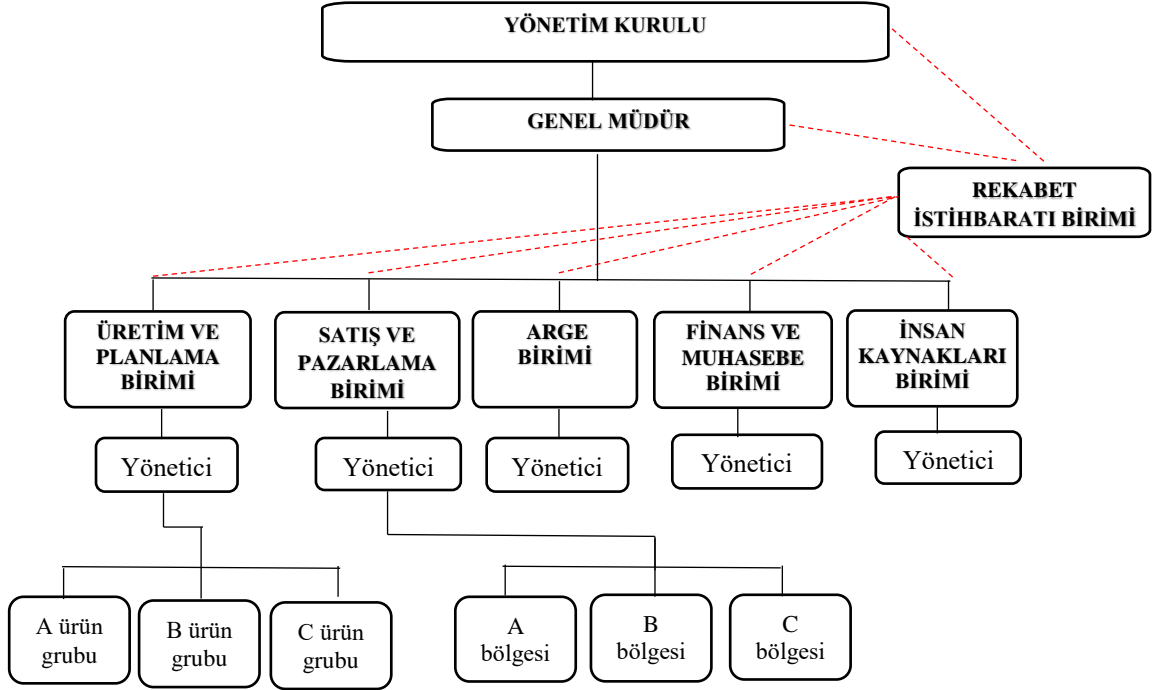 YÖNETİM KURULU
GENEL MÜDÜR
REKABET
İSTİHBARATI BİRİMİ
ÜRETİM VE
PLANLAMA
BİRİMİ
SATIŞ VE
PAZARLAMA
BİRİMİ
ARGE
BİRİMİ
FİNANS VE
MUHASEBE
BİRİMİ
İNSAN
KAYNAKLARI
BİRİMİ
Yönetici
Yönetici
Yönetici
Yönetici
Yönetici
A ürün
grubu
B ürün
grubu
C ürün
grubu
A
bölgesi
B
bölgesi
C
bölgesi